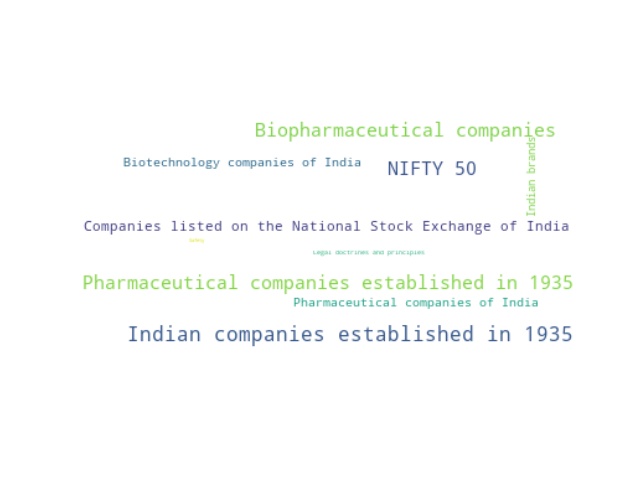 Biopharmaceutical companies
Biotechnology companies of India
NIFTY 50
Indian brands
Companies listed on the National Stock Exchange of India
Legal doctrines and principles
Pharmaceutical companies established in 1935
Pharmaceutical companies of India
Indian companies established in 1935